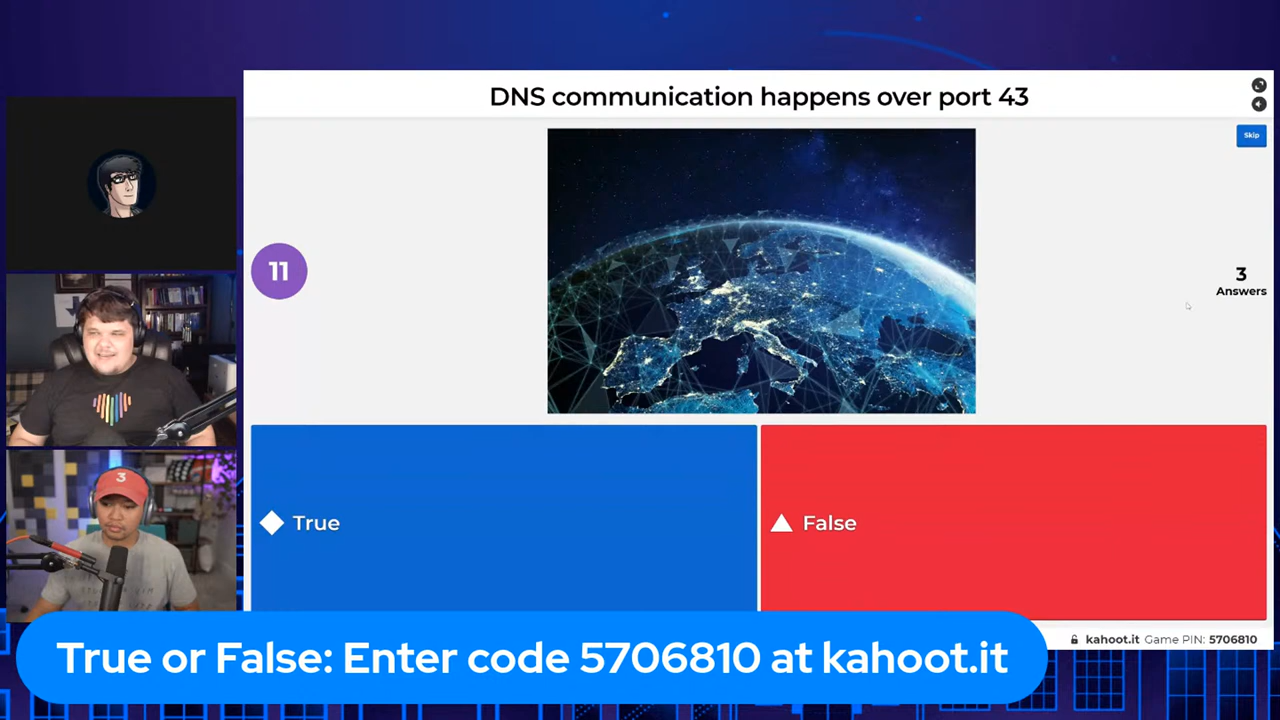 DNS communication happens over port 43
Skip
11
3
Answers
3
True
False
kahoot.it Game PIN: 5706810
True or False: Enter code 5706810 at kahoot.it